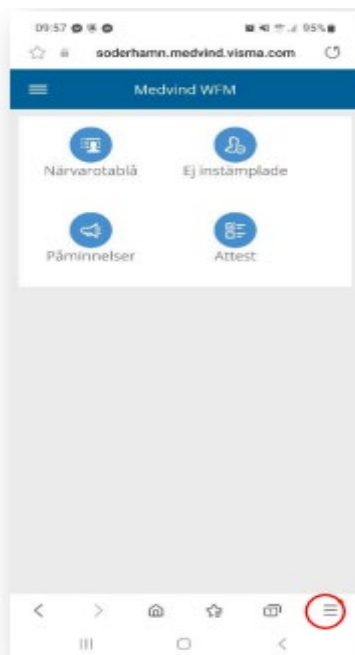 09:57 95%
soderhamn.medvind.visma.com
Medvind WFM
Närvarotablå Ej instämplade
Påminnelser Attest